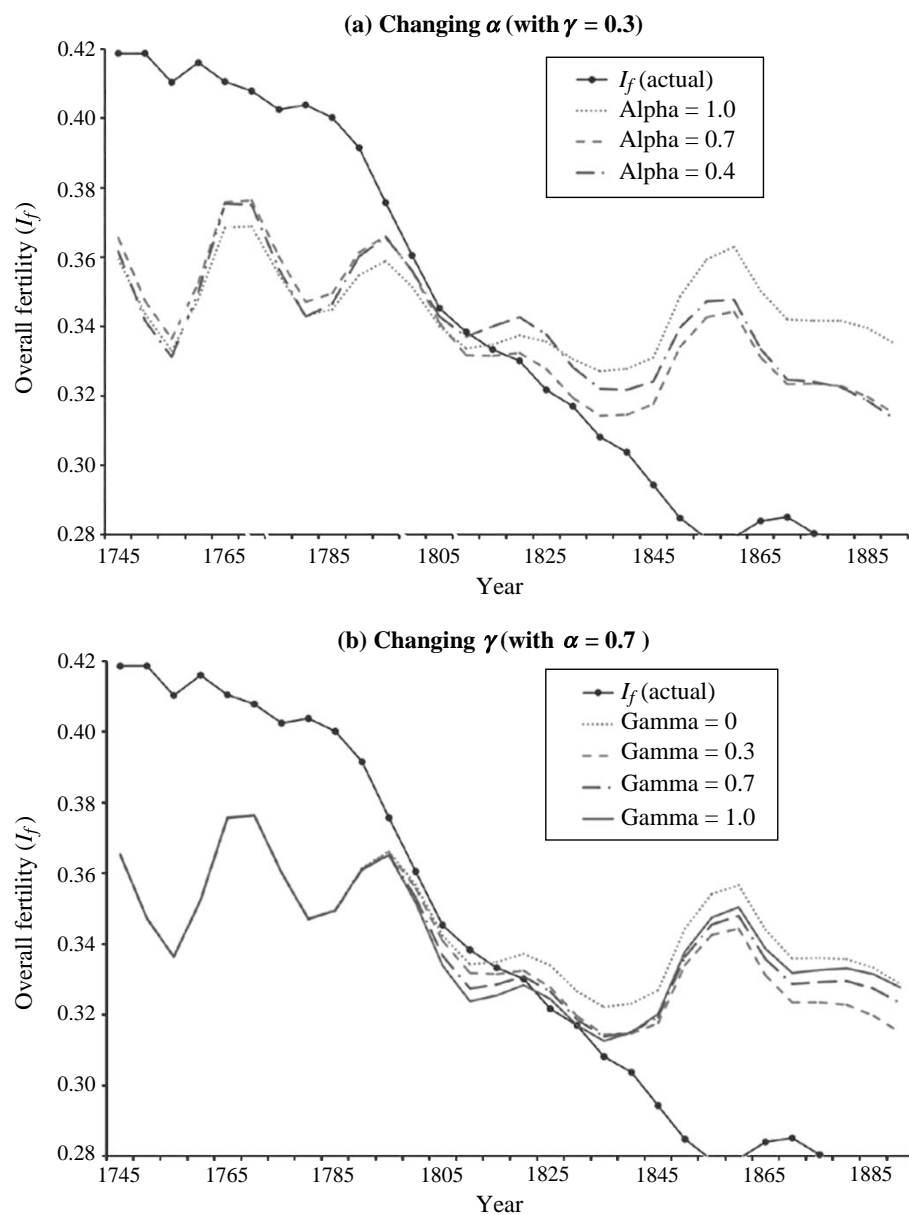 (a) Changing α (with γ = 0.3)
0.42
0.40
0.38
0.36
0.34
0.32
0.30
0.28
Overall fertility (If)
If (actual)
Alpha = 1.0
Alpha = 0.7
Alpha = 0.4
1745 1765 1785 1805 1825 1845 1865 1885
Year
(b) Changing γ (with α = 0.7 )
0.42
0.40
0.38
0.36
0.34
0.32
0.30
0.28
Overall fertility (If)
If (actual)
Gamma = 0
Gamma = 0.3
Gamma = 0.7
Gamma = 1.0
1745 1765 1785 1805 1825 1845 1865 1885
Year